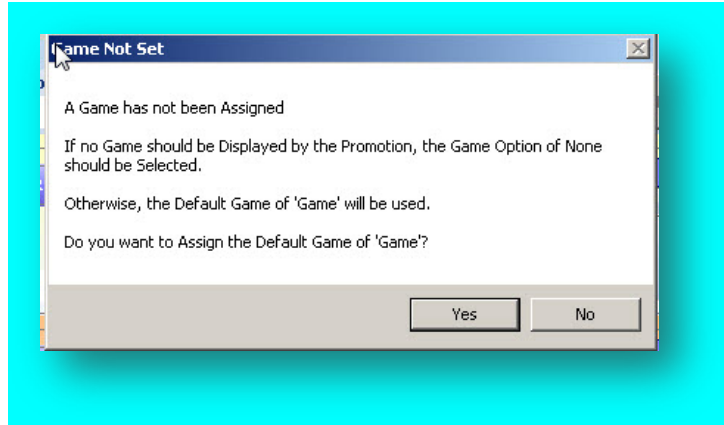 Game Not Set
A Game has not been Assigned
If no Game should be Displayed by the Promotion, the Game Option of None
should be Selected.
Otherwise, the Default Game of 'Game' will be used.
Do you want to Assign the Default Game of 'Game'?
Yes
No